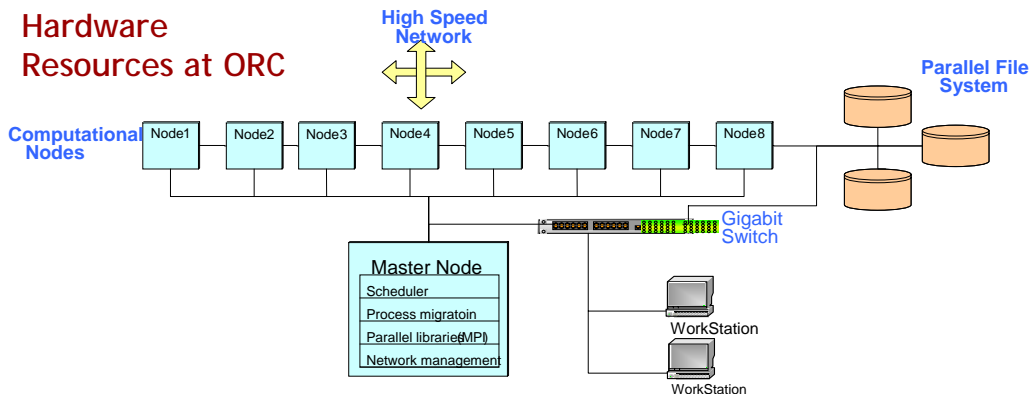 Hardware
Resources at ORC
High Speed
Network
Parallel File
System
Computational
Nodes
Node1
Node2
Node3
Node4
Node5
Node6
Node7
Node8
Gigabit
Switch
Master Node
Scheduler
Process migratoin
Parallel libraries(MPI)
Network management
WorkStation
WorkStation